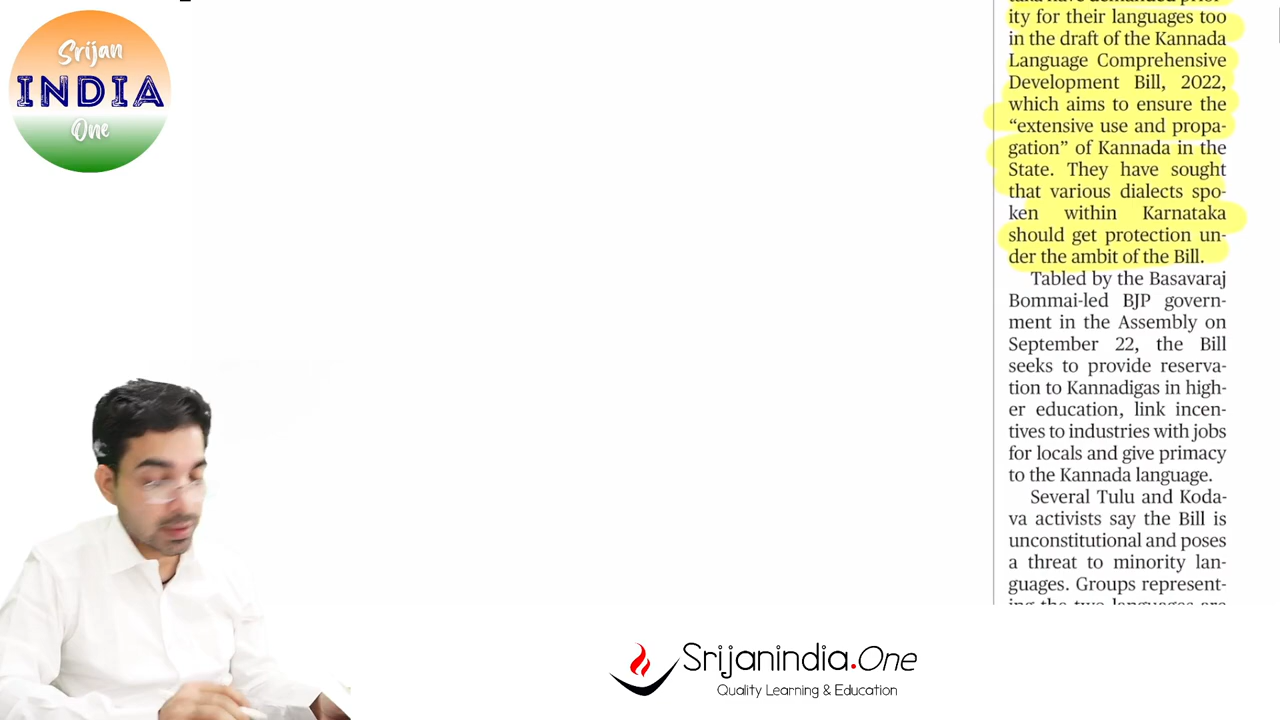 Srijan
INDIA
One
ity for their languages too
in the draft of the Kannada
Language Comprehensive
Development Bill, 2022,
which aims to ensure the
“extensive use and propa-
gation” of Kannada in the
State. They have sought
that various dialects spo-
ken within Karnataka
should get protection un-
der the ambit of the Bill.
Tabled by the Basavaraj
Bommai-led BJP govern-
ment in the Assembly on
September 22, the Bill
seeks to provide reserva-
tion to Kannadigas in high-
er education, link incen-
tives to industries with jobs
for locals and give primacy
to the Kannada language.
Several Tulu and Koda-
va activists say the Bill is
unconstitutional and poses
a threat to minority lan-
guages. Groups represent-
Srijanindia.One
Quality Learning & Education